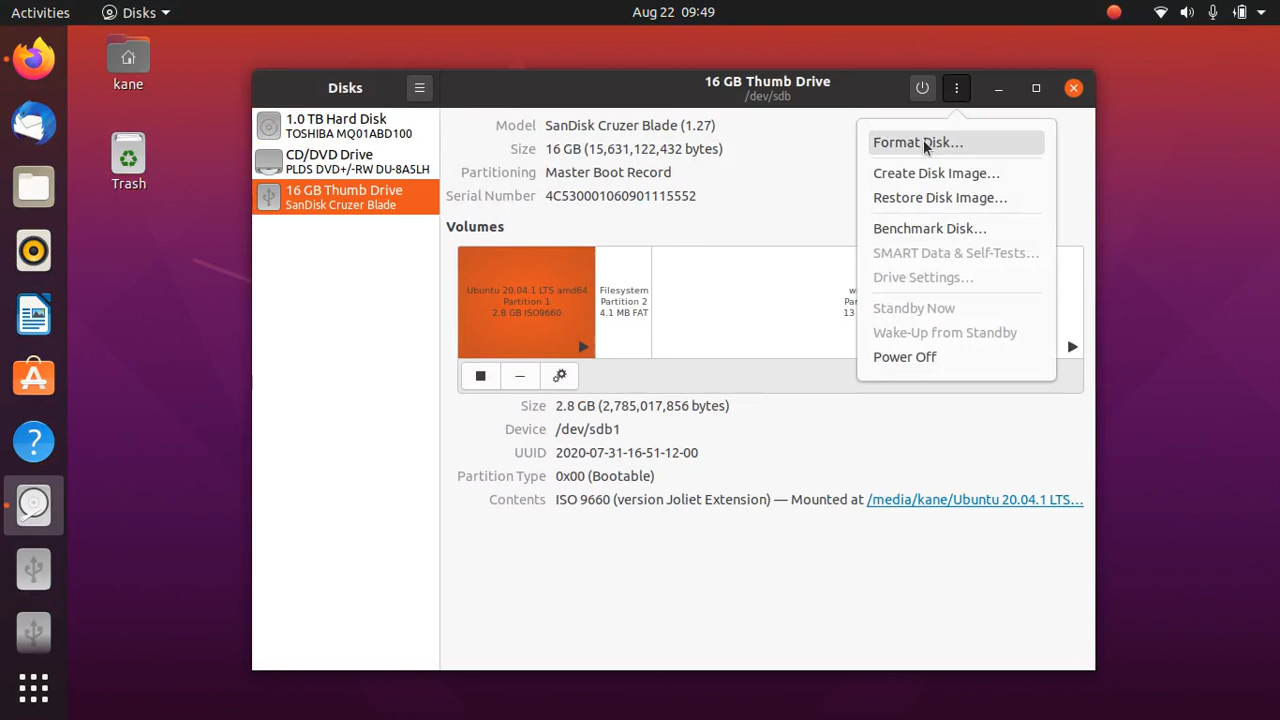 Activities
Disks
Aug 22 09:49
kane
Trash
Disks
16 GB Thumb Drive
/dev/sdb
1.0 TB Hard Disk
TOSHIBA MQ01ABD100
CD/DVD Drive
PLDS DVD+/-RW DU-8A5LH
16 GB Thumb Drive
SanDisk Cruzer Blade
Model SanDisk Cruzer Blade (1.27)
Size 16 GB (15,631,122,432 bytes)
Partitioning Master Boot Record
Serial Number 4C530001060901115552
Volumes
Ubuntu 20.04.1 LTS amd64
Partition 1
2.8 GB ISO9660
Filesystem
Partition 2
4.1 MB FAT
w
Par
13
Format Disk...
Create Disk Image...
Restore Disk Image...
Benchmark Disk...
SMART Data & Self-Tests...
Drive Settings...
Standby Now
Wake-Up from Standby
Power Off
Size 2.8 GB (2,785,017,856 bytes)
Device /dev/sdb1
UUID 2020-07-31-16-51-12-00
Partition Type 0x00 (Bootable)
Contents ISO 9660 (version Joliet Extension) — Mounted at /media/kane/Ubuntu 20.04.1 LTS...